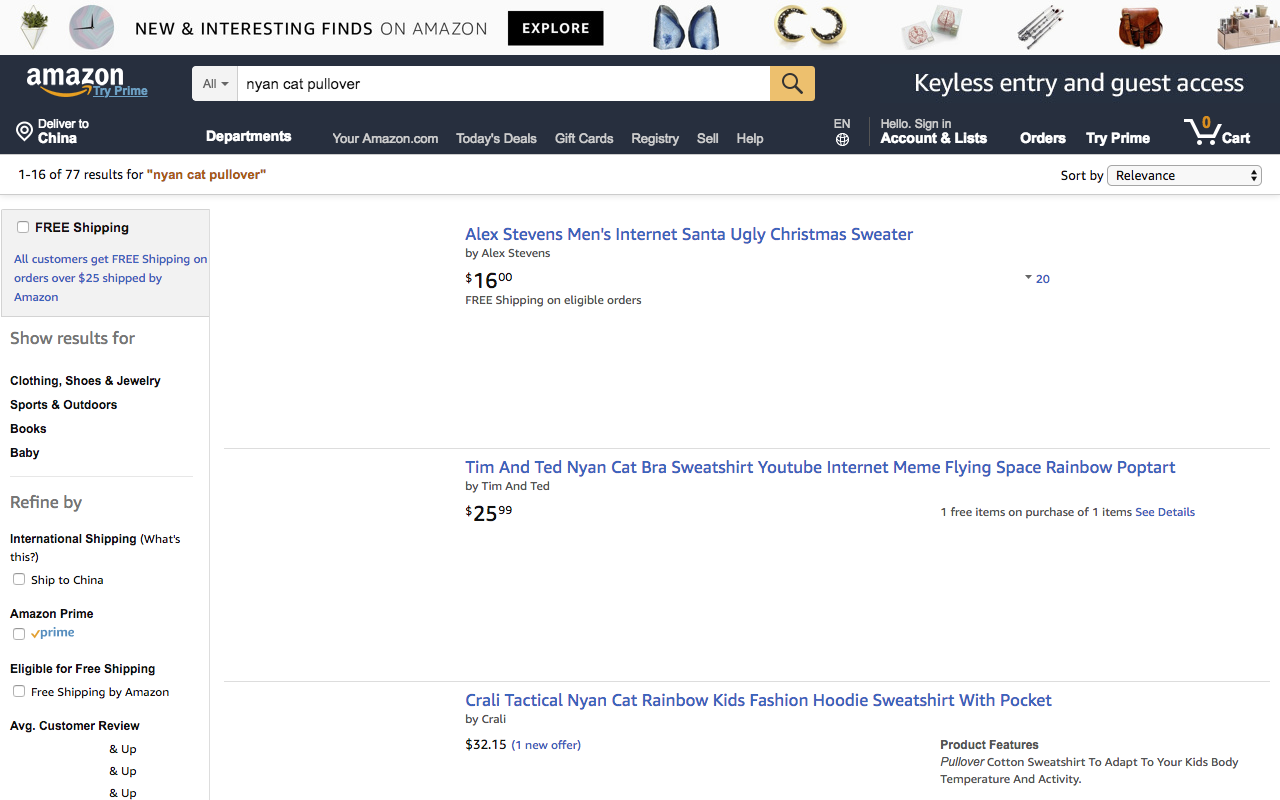 NEW & INTERESTING FINDS ON AMAZON EXPLORE
amazon
Try Prime
All
nyan cat pullover
Keyless entry and guest access
Deliver to
China
Departments
Your Amazon.com Today's Deals Gift Cards Registry Sell Help
EN
Hello. Sign in
Account & Lists
Orders
Try Prime
0
Cart
1-16 of 77 results for "nyan cat pullover"
Sort by Relevance
FREE Shipping
All customers get FREE Shipping on
orders over $25 shipped by
Amazon
Show results for
Clothing, Shoes & Jewelry
Sports & Outdoors
Books
Baby
Refine by
International Shipping (What's
this?)
Ship to China
Amazon Prime
prime
Eligible for Free Shipping
Free Shipping by Amazon
Avg. Customer Review
& Up
& Up
& Up
Alex Stevens Men's Internet Santa Ugly Christmas Sweater
by Alex Stevens
$16 00
FREE Shipping on eligible orders
20
Tim And Ted Nyan Cat Bra Sweatshirt Youtube Internet Meme Flying Space Rainbow Poptart
by Tim And Ted
$25 99
1 free items on purchase of 1 items See Details
Crali Tactical Nyan Cat Rainbow Kids Fashion Hoodie Sweatshirt With Pocket
by Crali
$32.15 (1 new offer)
Product Features
Pullover Cotton Sweatshirt To Adapt To Your Kids Body
Temperature And Activity.